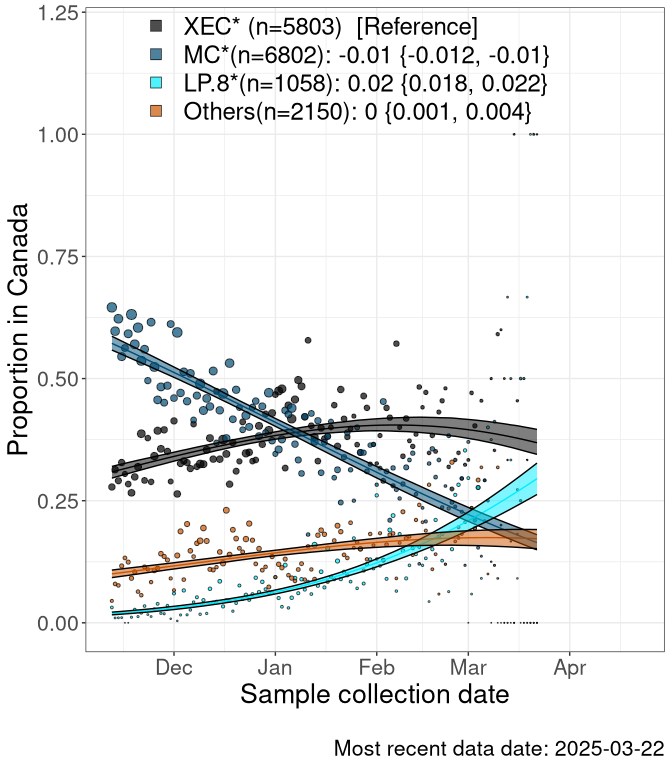 XEC* (n=5803)  [Reference]
MC*(n=6802): -0.01 {-0.012, -0.01}
LP.8*(n=1058): 0.02 {0.018, 0.022}
Others(n=2150): 0 {0.001, 0.004}
1.25
1.00
0.75
0.50
0.25
0.00
Proportion in Canada
Dec Jan Feb Mar Apr
Sample collection date
Most recent data date: 2025-03-22